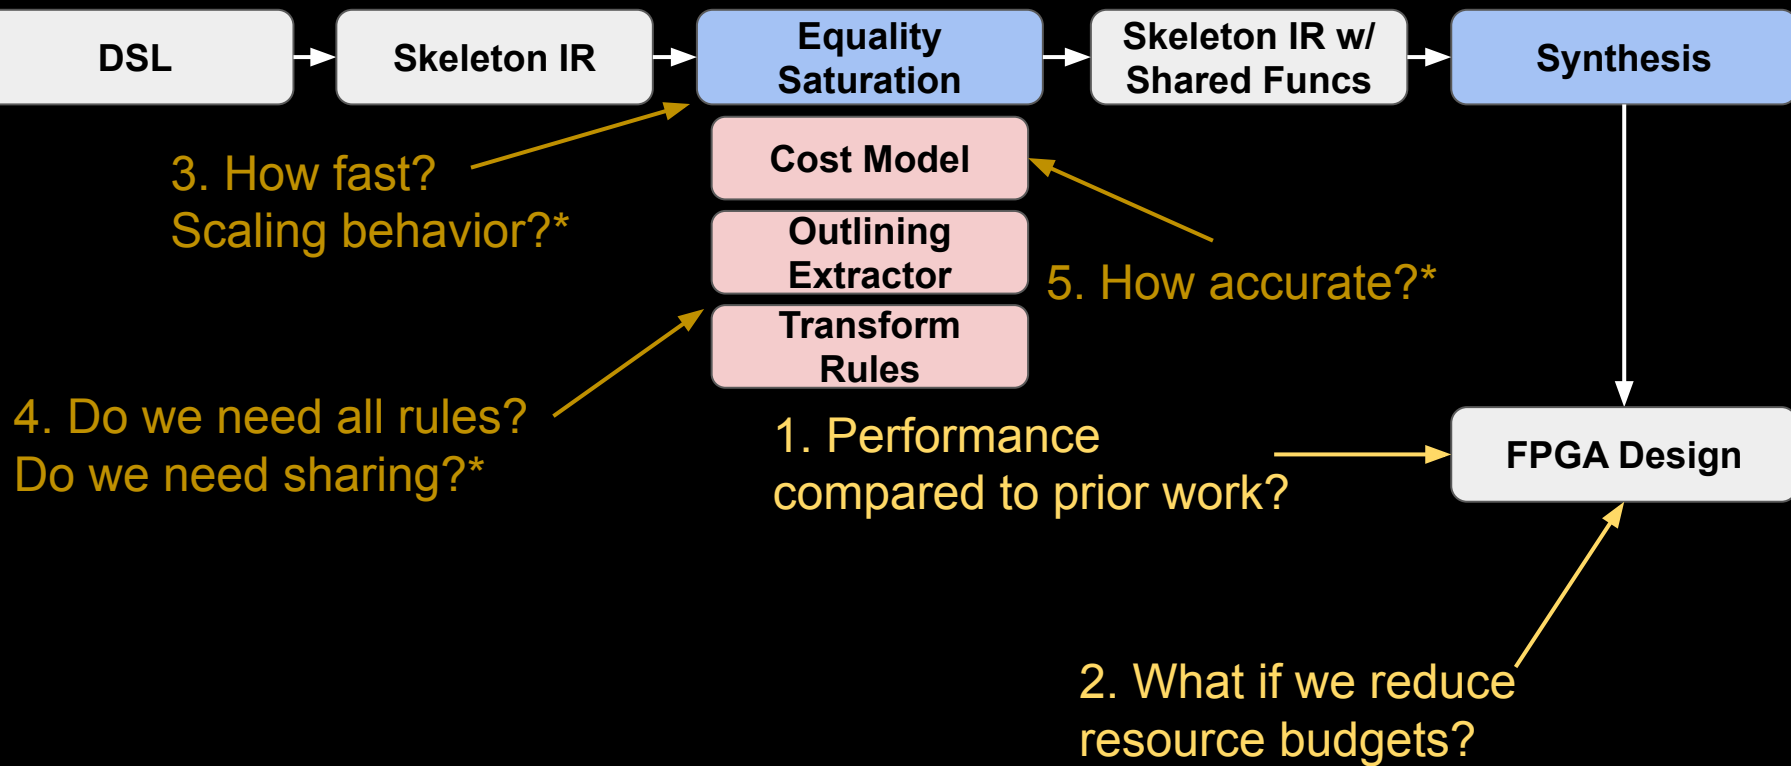 DSL
Skeleton IR
Equality
Saturation
Skeleton IR w/
Shared Funcs
Synthesis
Cost Model
Outlining
Extractor
Transform
Rules
3. How fast?
Scaling behavior?*
5. How accurate?*
4. Do we need all rules?
Do we need sharing?*
1. Performance
compared to prior work?
FPGA Design
2. What if we reduce
resource budgets?